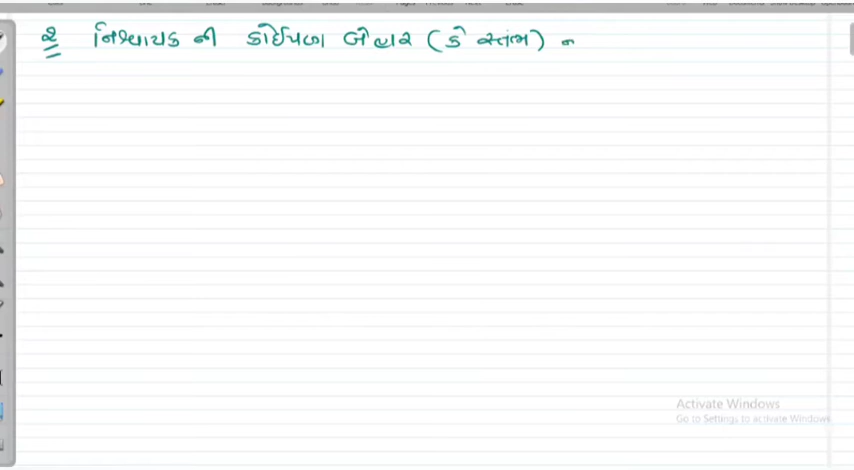 ૨ નિશ્ચાયક ની કોઈપણ બે હાર (કે સ્તંભ) ન
Activate Windows
Go to Settings to activate Windows.